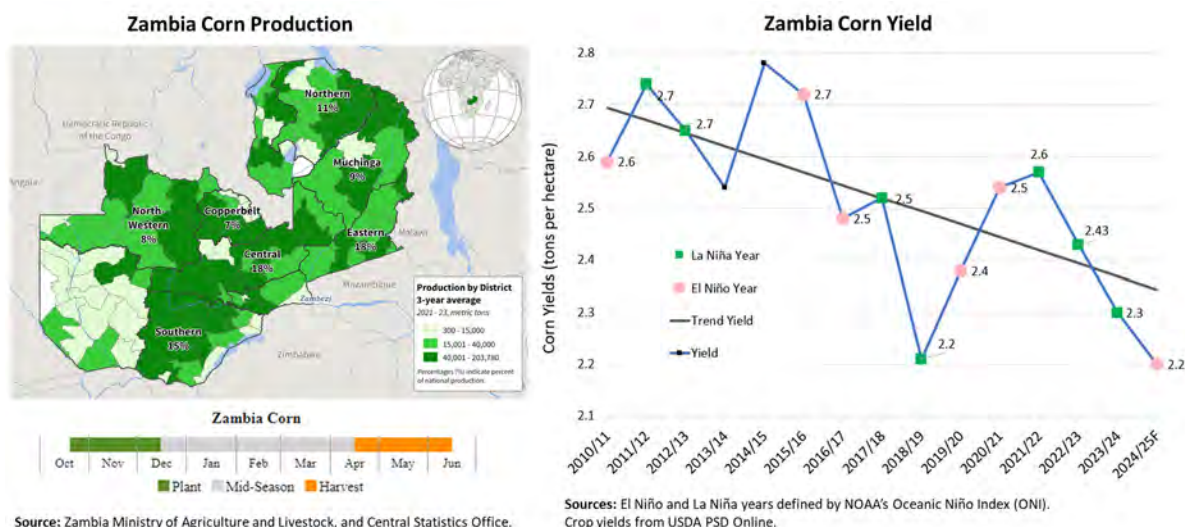 Zambia Corn Production
Democratic Republic
of the Congo
Angola
Northern
11%
Muchinga
9%
North-
Western
8%
Copperbelt
7%
Eastern
18%
Malawi
Central
18%
Mozambique
Zambezi
Southern
15%
Zimbabwe
Production by District
3-year average
2021 - 23, metric tons
300 - 15,000
15,001 - 40,000
40,001 - 203,780
Percentages (%) indicate percent
of national production.
Zambia Corn
Oct Nov Dec Jan Feb Mar Apr May Jun
Plant Mid-Season Harvest
Source: Zambia Ministry of Agriculture and Livestock, and Central Statistics Office.
Zambia Corn Yield
Corn Yields (tons per hectare)
2.8
2.7
2.6
2.5
2.4
2.3
2.2
2.1
2.6
2.7
2.7
2.7
2.5
2.5
2.2
2.4
2.5
2.6
2.43
2.3
2.2
La Niña Year
El Niño Year
Trend Yield
Yield
2010/11
2011/12
2012/13
2013/14
2014/15
2015/16
2016/17
2017/18
2018/19
2019/20
2020/21
2021/22
2022/23
2023/24
2024/25F
Sources: El Niño and La Niña years defined by NOAA's Oceanic Niño Index (ONI).
Crop yields from USDA PSD Online.